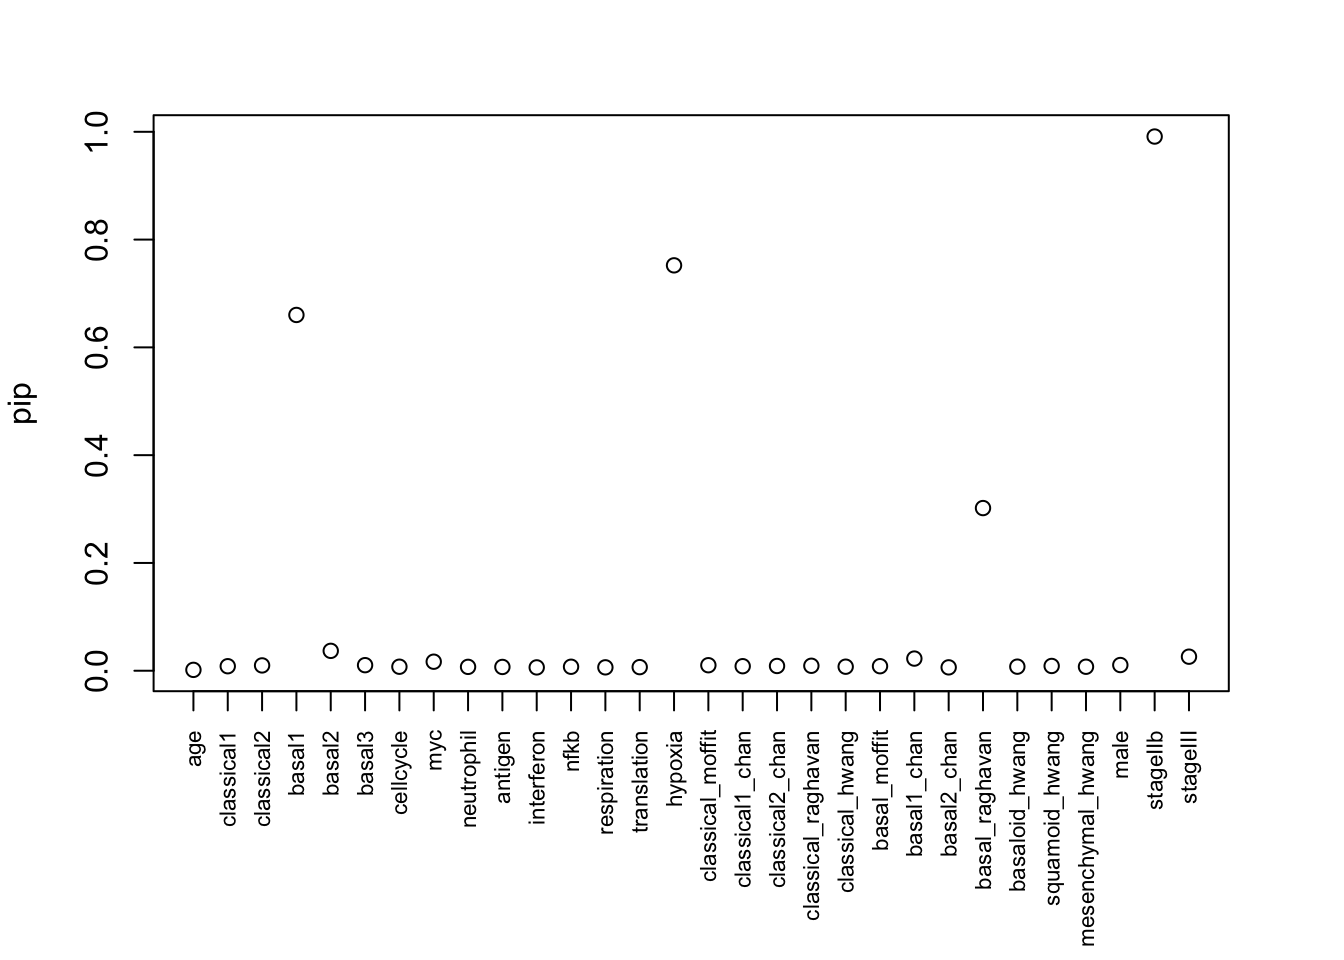 pip
1.0
0.8
0.6
0.4
0.2
0.0
age
classical1
classical2
basal1
basal2
basal3
cellcycle
myc
neutrophil
antigen
interferon
nfkb
respiration
translation
hypoxia
classical_moffit
classical1_chan
classical2_chan
classical_raghavan
classical_hwang
basal_moffit
basal1_chan
basal2_chan
basal_raghavan
basaloid_hwang
squamoid_hwang
mesenchymal_hwang
male
stageIIb
stageIII